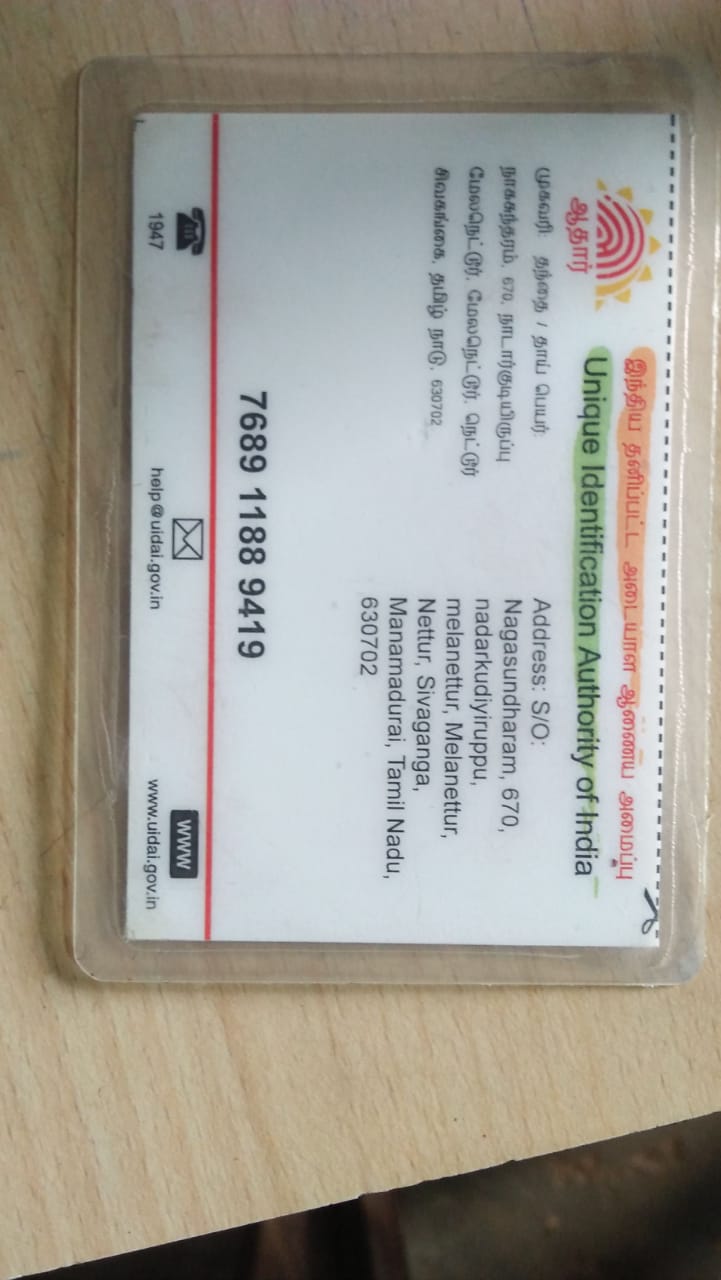 ஆதார்
இந்திய தனிப்பட்ட அடையாள ஆணைய அமைப்பு
Unique Identification Authority of India
முகவரி: தந்தை / தாய் பெயர்:
நாகசுந்தரம், 670, நாடார்குடியிருப்பு
மேலநெட்டூர், மேலநெட்டூர், நெட்டூர்
சிவகங்கை, தமிழ் நாடு, 630702
Address: S/O:
Nagasundharam, 670,
nadarkudiyiruppu,
melanettur, Melanettur,
Nettur, Sivaganga,
Manamadurai, Tamil Nadu,
630702
7689 1188 9419
1947
help@uidai.gov.in
www
www.uidai.gov.in